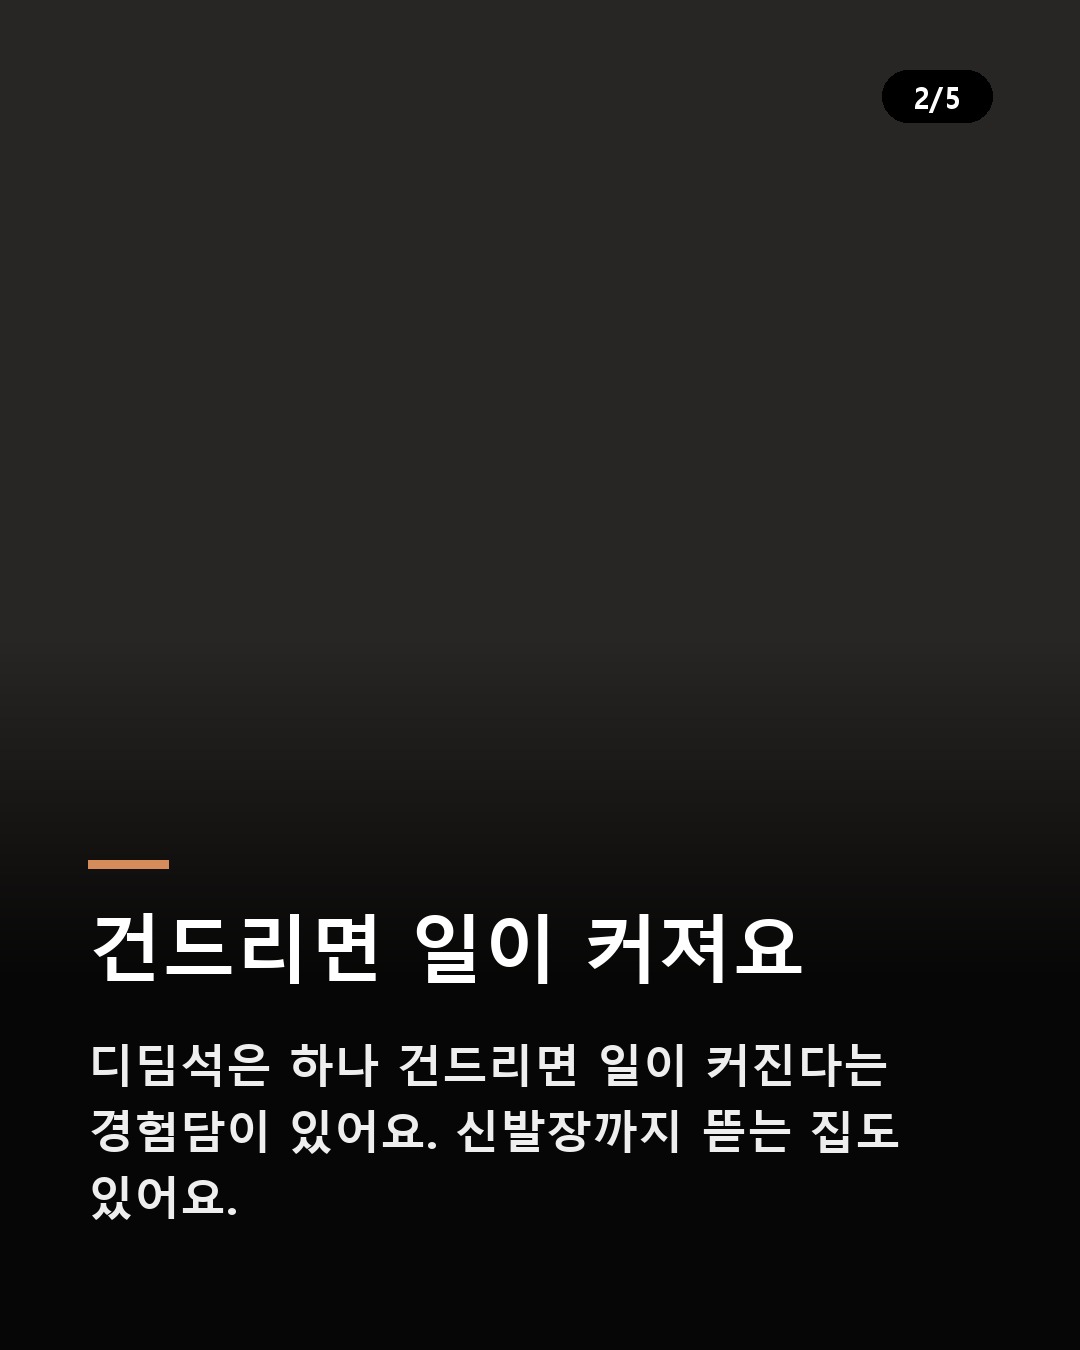 2/5
건드리면 일이 커져요
디딤석은 하나 건드리면 일이 커진다는
경험담이 있어요. 신발장까지 뜯는 집도
있어요.